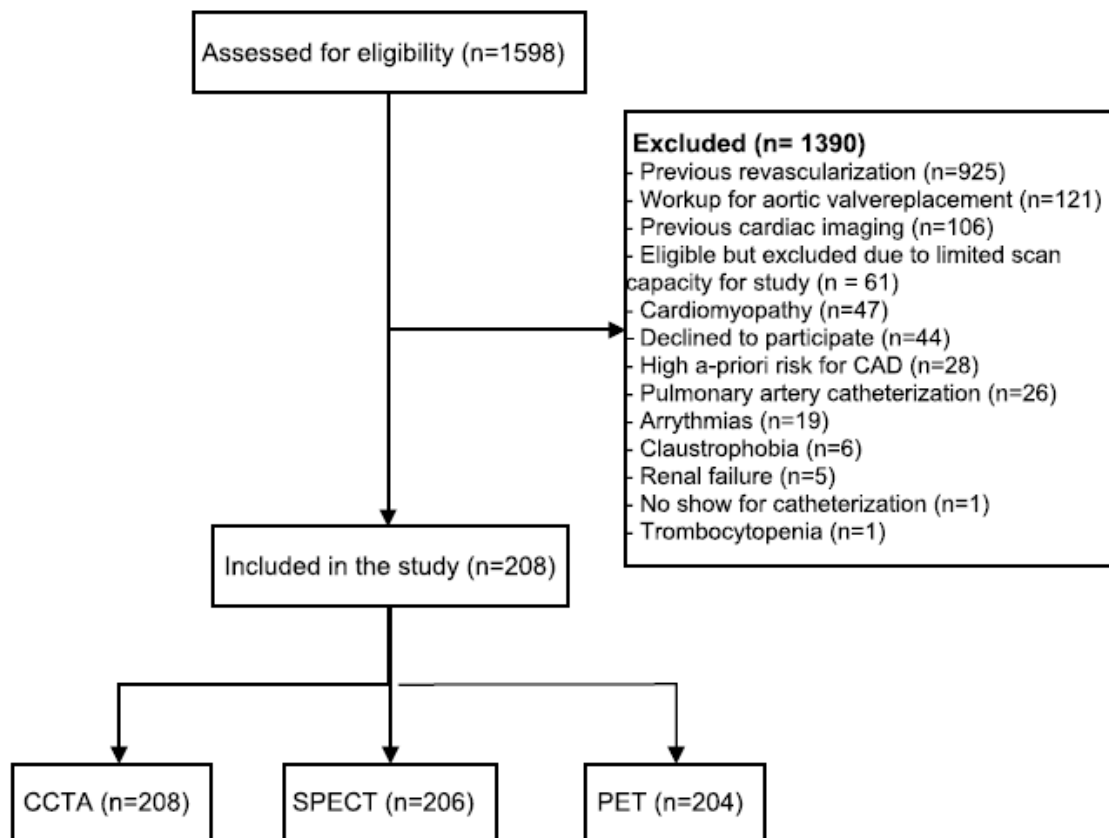 Assessed for eligibility (n=1598)
Excluded (n= 1390)
- Previous revascularization (n=925)
- Workup for aortic valvereplacement (n=121)
- Previous cardiac imaging (n=106)
- Eligible but excluded due to limited scan
capacity for study (n = 61)
- Cardiomyopathy (n=47)
- Declined to participate (n=44)
- High a-priori risk for CAD (n=28)
- Pulmonary artery catheterization (n=26)
- Arrythmias (n=19)
- Claustrophobia (n=6)
- Renal failure (n=5)
- No show for catheterization (n=1)
- Trombocytopenia (n=1)
Included in the study (n=208)
CCTA (n=208)
SPECT (n=206)
PET (n=204)